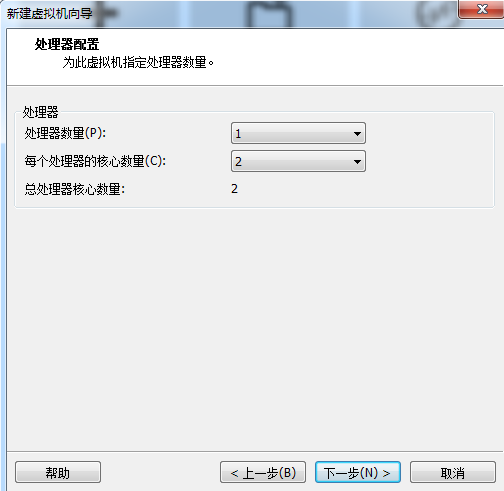 新建虚拟机向导
处理器配置
为此虚拟机指定处理器数量。
处理器
处理器数量(P): 1
每个处理器的核心数量(C): 2
总处理器核心数量: 2
帮助 < 上一步(B) 下一步(N) > 取消